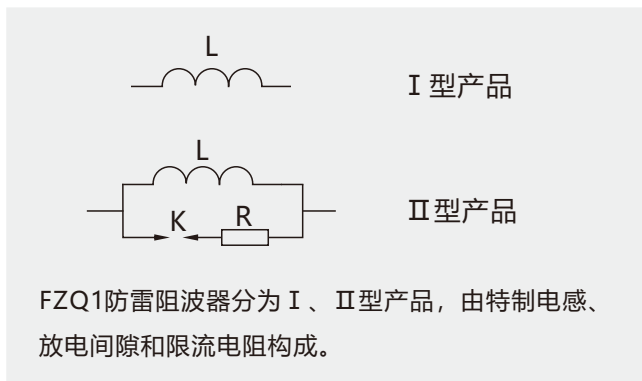 L
Ⅰ 型产品
L
K
R
Ⅱ型产品
FZQ1防雷阻波器分为Ⅰ、Ⅱ型产品，由特制电感、
放电间隙和限流电阻构成。